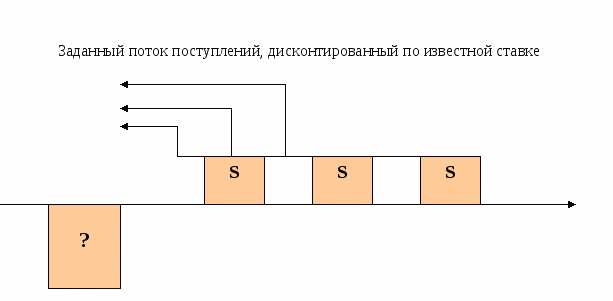 Заданный поток поступлений, дисконтированный по известной ставке
S S S
?